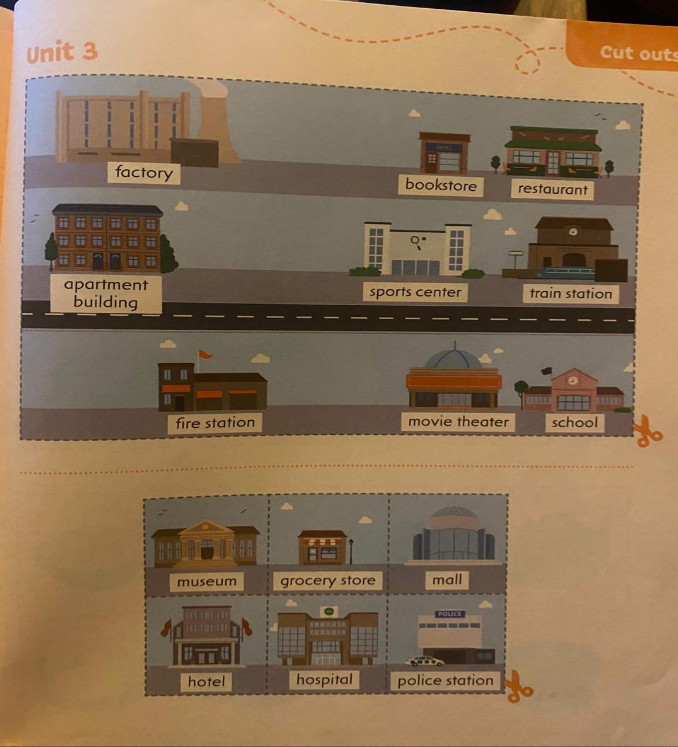 Unit 3
Cut outs
factory
bookstore
restaurant
apartment
building
sports center
train station
fire station
movie theater
school
museum
grocery store
mall
hotel
hospital
POLICE
police station